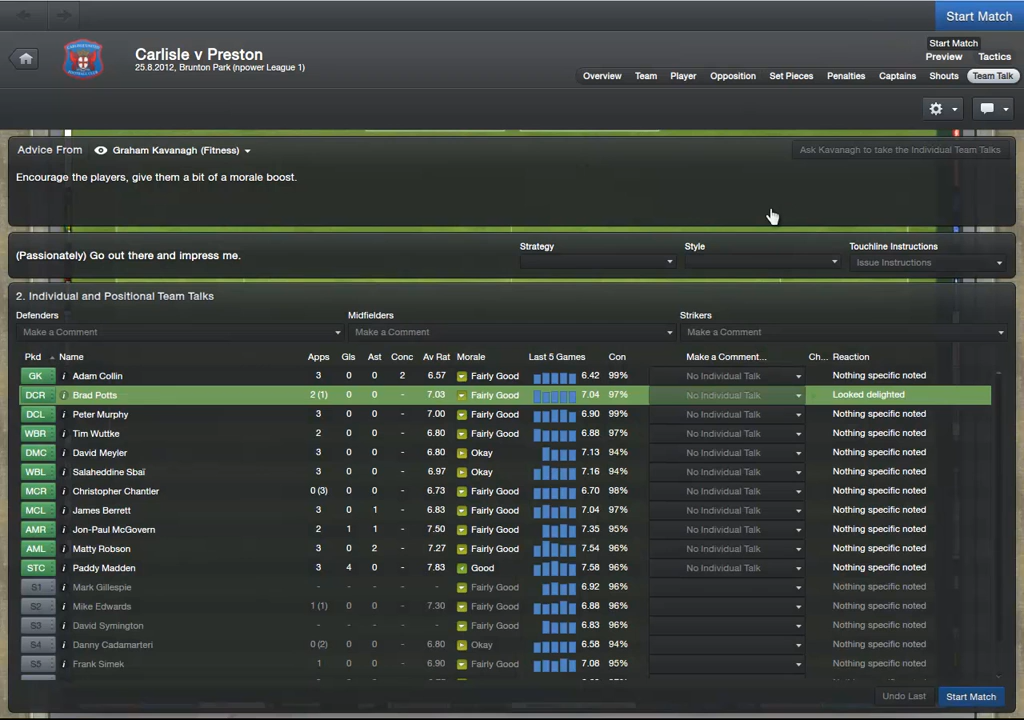 Start Match
Carlisle v Preston
25.8.2012, Brunton Park (npower League 1)
Start Match
Preview Tactics
Overview Team Player Opposition Set Pieces Penalties Captains Shouts Team Talk
Advice From Graham Kavanagh (Fitness) Ask Kavanagh to take the Individual Team Talks
Encourage the players, give them a bit of a morale boost.
Strategy Style Touchline Instructions
(Passionately) Go out there and impress me. Issue Instructions
2. Individual and Positional Team Talks
Defenders Midfielders Strikers
Make a Comment Make a Comment Make a Comment
Pkd Name Apps Gls Ast Conc Av Rat Morale Last 5 Games Con Make a Comment... Ch... Reaction
GK Adam Collin 3 0 0 2 6.57 Fairly Good 6.42 99% No Individual Talk Nothing specific noted
DCR i Brad Potts 2 (1) 0 0 - 7.03 Fairly Good 7.04 97% No Individual Talk Looked delighted
DCL i Peter Murphy 3 0 0 - 7.00 Fairly Good 6.90 99% No Individual Talk Nothing specific noted
WBR i Tim Wuttke 2 0 0 - 6.80 Fairly Good 6.88 97% No Individual Talk Nothing specific noted
DMC i David Meyler 3 0 0 - 6.80 Okay 7.13 94% No Individual Talk Nothing specific noted
WBL i Salaheddine Sbaï 3 0 0 - 6.97 Okay 7.16 94% No Individual Talk Nothing specific noted
MCR i Christopher Chantler 0 (3) 0 0 - 6.73 Fairly Good 6.70 98% No Individual Talk Nothing specific noted
MCL i James Berrett 3 0 1 - 6.83 Fairly Good 7.04 97% No Individual Talk Nothing specific noted
AMR i Jon-Paul McGovern 2 1 1 - 7.50 Fairly Good 7.35 95% No Individual Talk Nothing specific noted
AML i Matty Robson 3 0 2 - 7.27 Fairly Good 7.54 96% No Individual Talk Nothing specific noted
STC i Paddy Madden 3 4 0 - 7.83 Good 7.58 96% No Individual Talk Nothing specific noted
S1 i Mark Gillespie - - - - - Fairly Good 6.92 96% Nothing specific noted
S2 i Mike Edwards 1 (1) 0 0 - 7.30 Fairly Good 6.88 96% Nothing specific noted
S3 i David Symington - - - - - Fairly Good 6.83 96% Nothing specific noted
S4 i Danny Cadamarteri 0 (2) 0 0 - 6.80 Okay 6.58 94% Nothing specific noted
S5 i Frank Simek 1 0 0 - 6.90 Fairly Good 7.08 95% Nothing specific noted
Undo Last Start Match